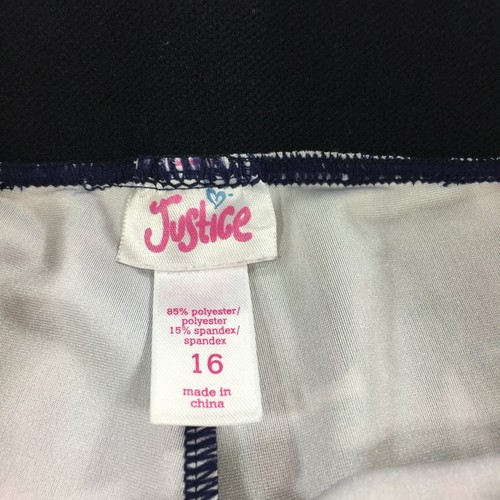 Justice
85% polyester/
polyester
15% spandex/
spandex
16
made in
china